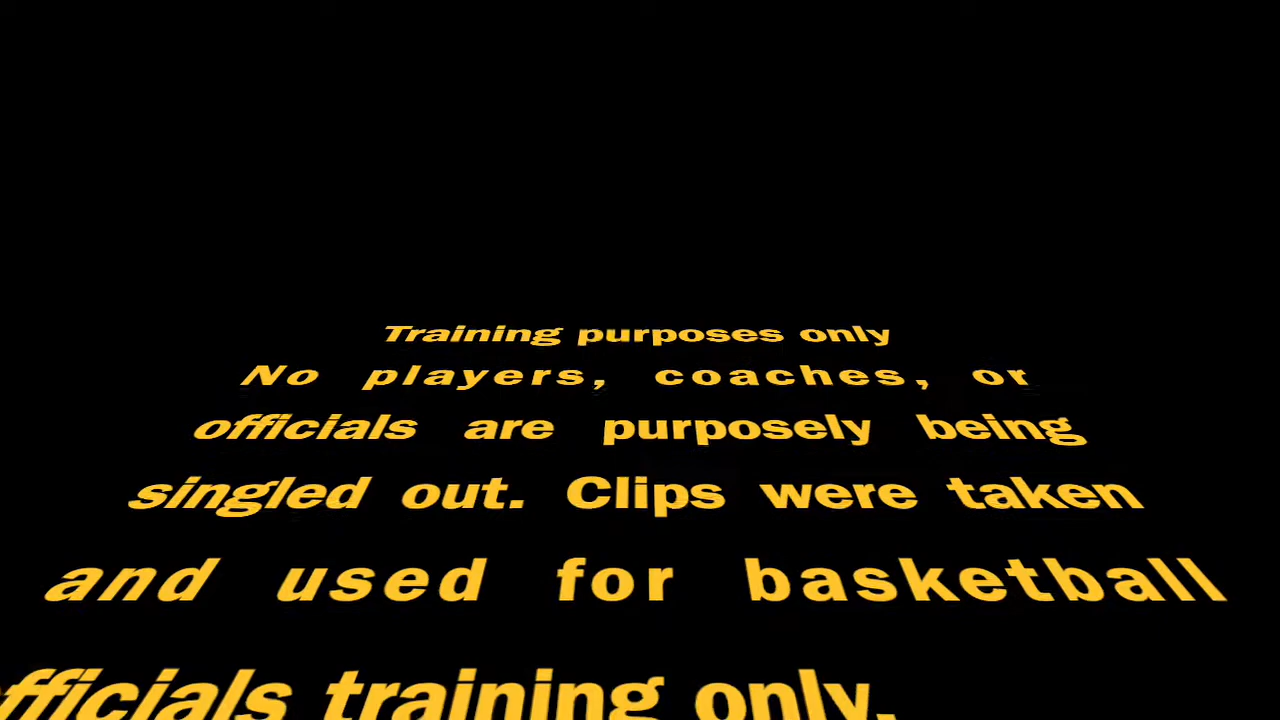 Training purposes only
No players, coaches, or
officials are purposely being
singled out. Clips were taken
and used for basketball
officials training only.